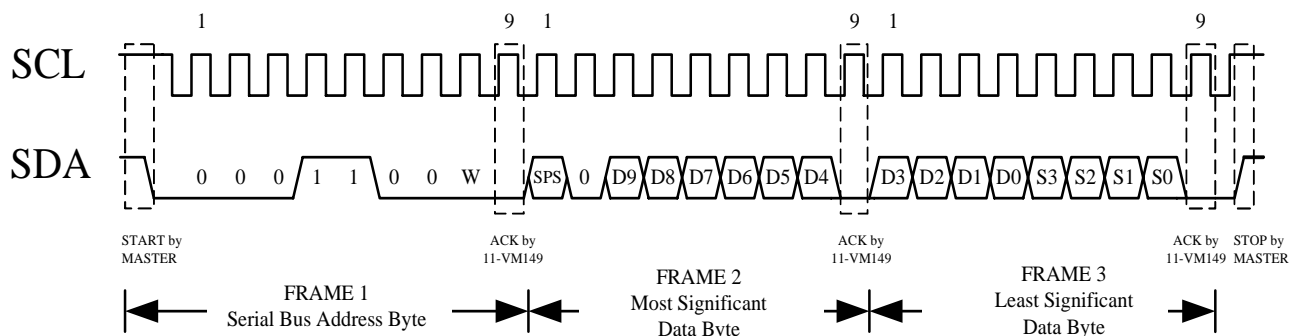 1 9 1 9 1 9
SCL
SDA
0 0 0 1 1 0 0 W SPS 0 D9 D8 D7 D6 D5 D4 D3 D2 D1 D0 S3 S2 S1 S0
START by
MASTER
ACK by
11-VM149
ACK by
11-VM149
ACK by
11-VM149
STOP by
MASTER
FRAME 1
Serial Bus Address Byte
FRAME 2
Most Significant
Data Byte
FRAME 3
Least Significant
Data Byte